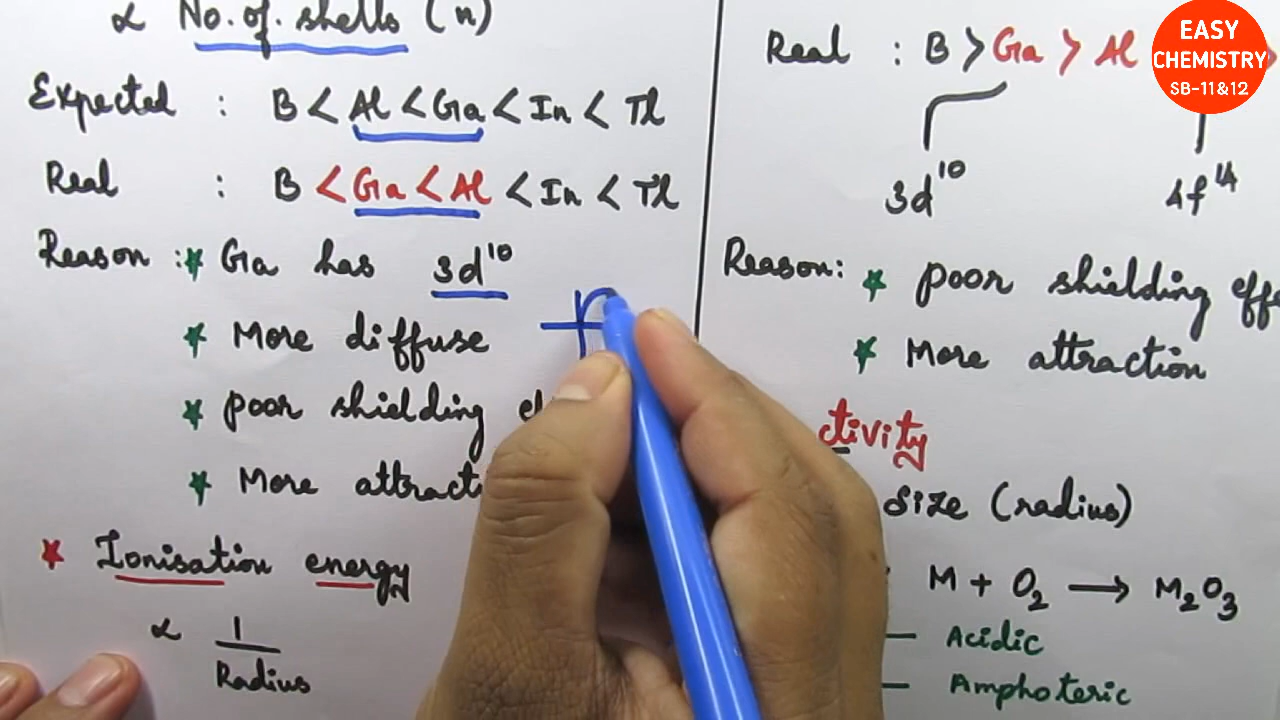 ∝ No. of shells (n)
Expected : B < Al < Ga < In < Tl
Real : B < Ga < Al < In < Tl
Reason : * Ga has 3d¹⁰
* More diffuse
* poor shielding
* More
* Ionisation energy
∝ 1
Radius
Real : B > Ga > Al
3d¹⁰ 4f¹⁴
Reason: * poor shielding
* More attraction
size (radius)
M + O₂ ⟶ M₂O₃
— Acidic
— Amphoteric
EASY
CHEMISTRY
SB-11&12